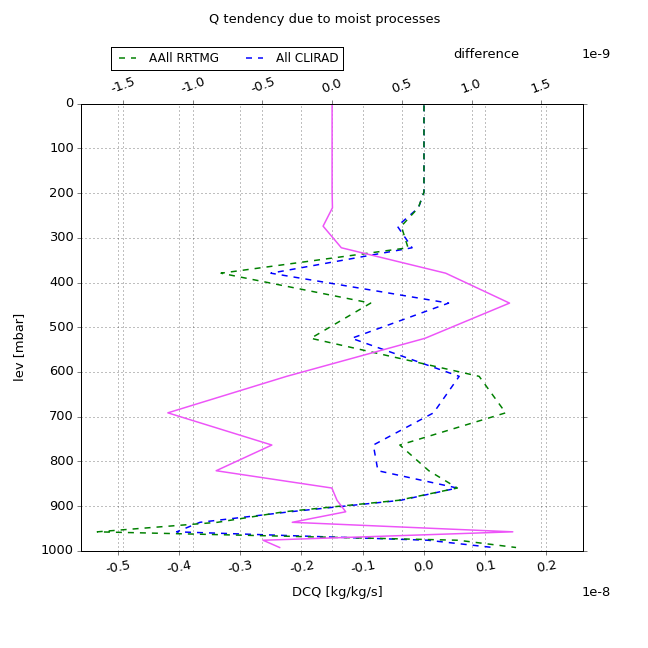 Q tendency due to moist processes
AAll RRTMG All CLIRAD
difference 1e-9
-1.5 -1.0 -0.5 0.0 0.5 1.0 1.5
0
100
200
300
400
500
600
700
800
900
1000
lev [mbar]
-0.5 -0.4 -0.3 -0.2 -0.1 0.0 0.1 0.2
DCQ [kg/kg/s] 1e-8